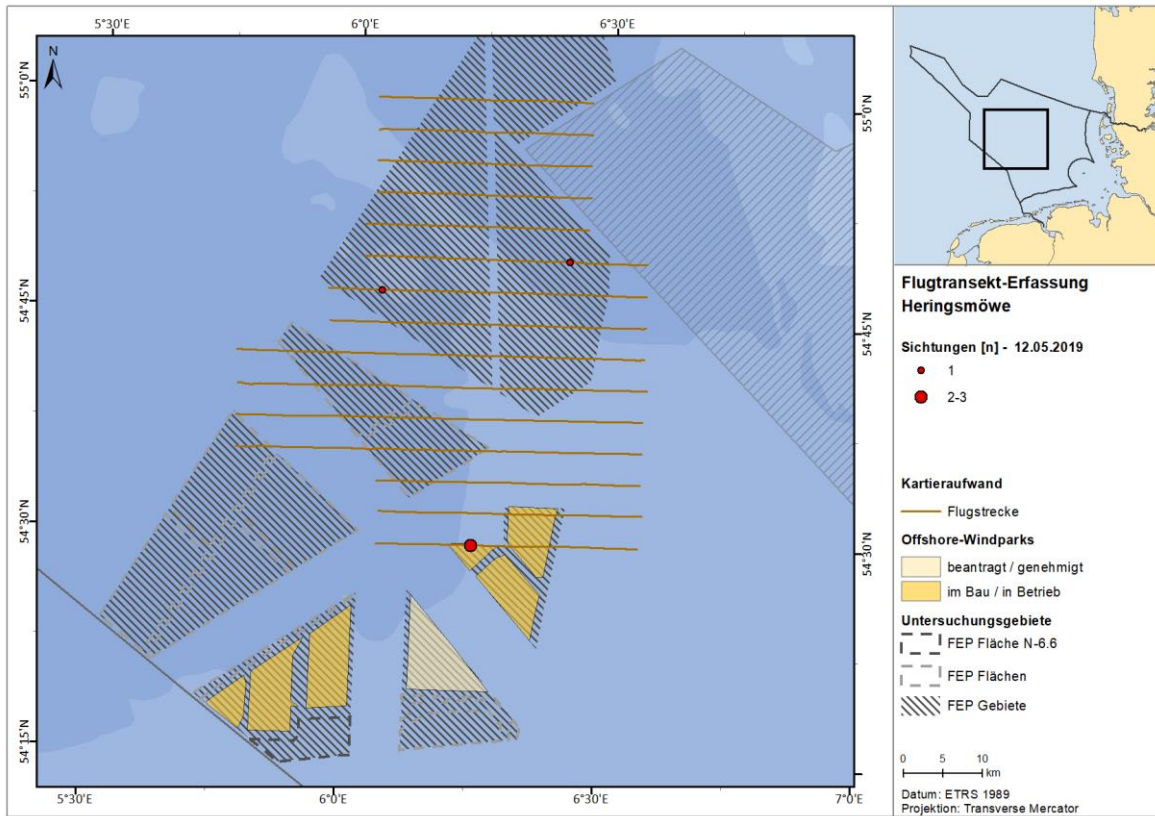 5°30'E
6°0'E
6°30'E
N
55°0'N
54°45'N
54°30'N
54°15'N
55°0'N
54°45'N
54°30'N
5°30'E
6°0'E
6°30'E
7°0'E
Flugtransekt-Erfassung
Heringsmöwe
Sichtungen [n] - 12.05.2019
1
2-3
Kartieraufwand
Flugstrecke
Offshore-Windparks
beantragt / genehmigt
im Bau / in Betrieb
Untersuchungsgebiete
FEP Fläche N-6.6
FEP Flächen
FEP Gebiete
0 5 10
km
Datum: ETRS 1989
Projektion: Transverse Mercator